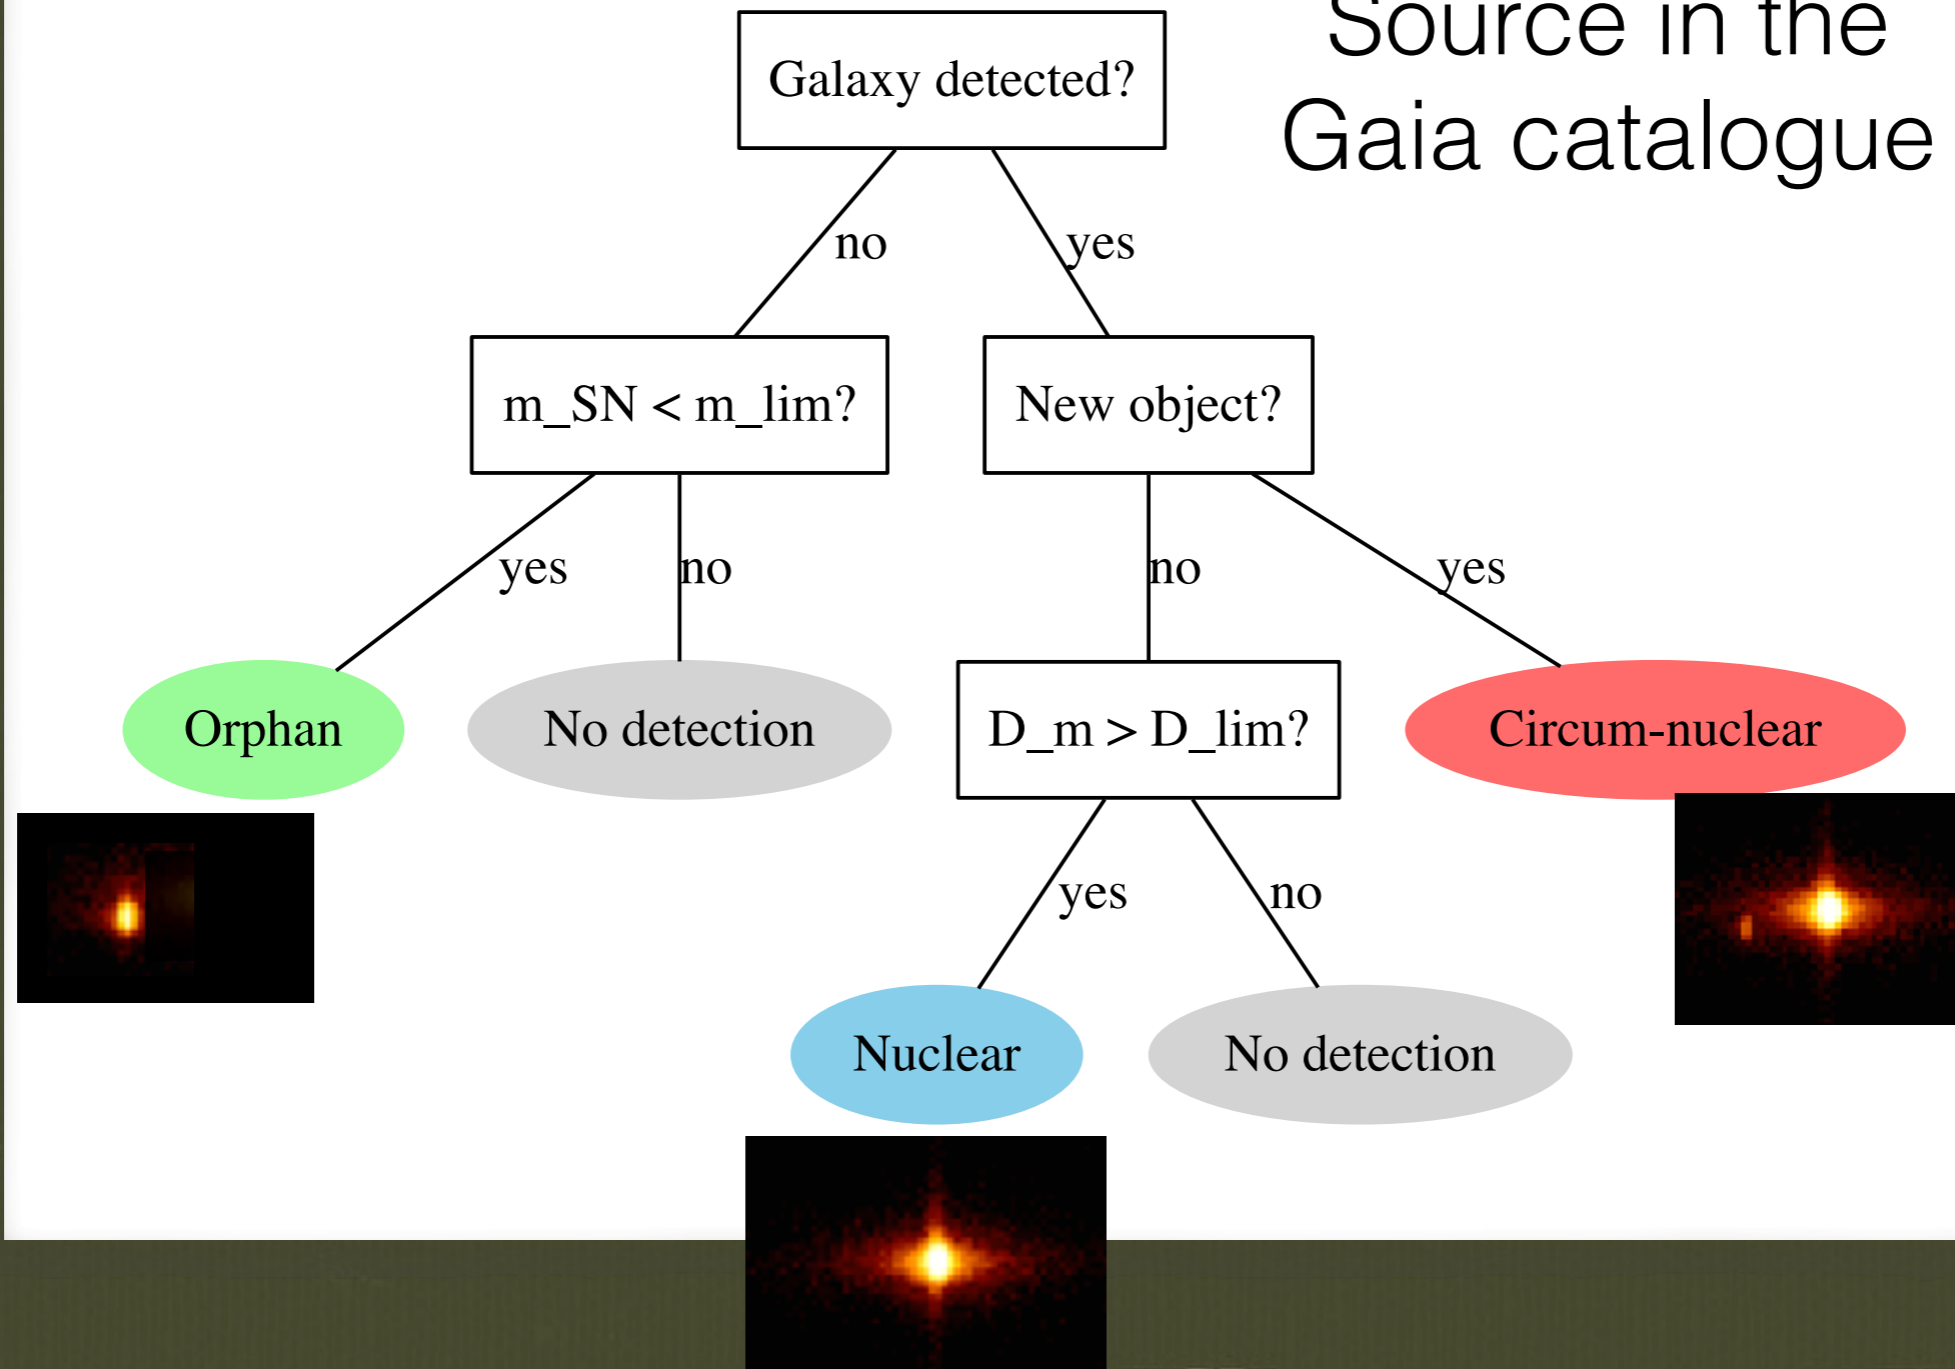 Source in the
Gaia catalogue
Galaxy detected?
no
yes
m_SN < m_lim?
New object?
yes
no
no
yes
Orphan
No detection
D_m > D_lim?
Circum-nuclear
yes
no
Nuclear
No detection